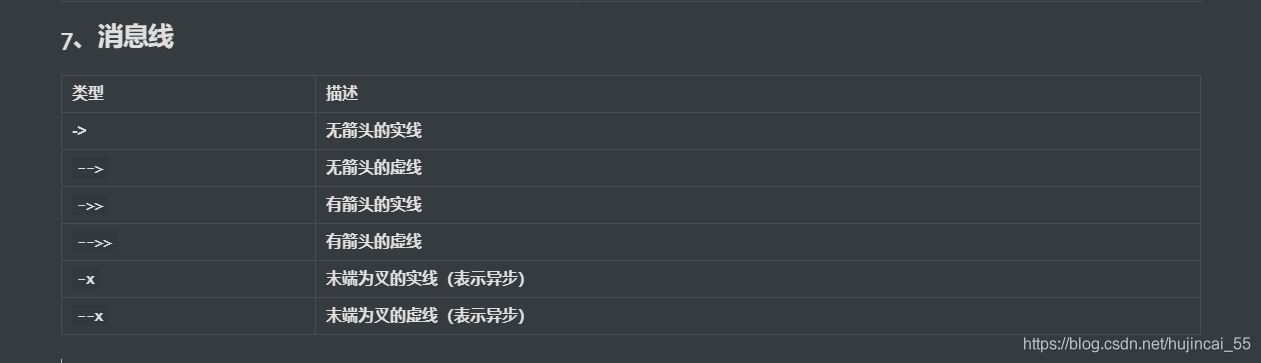 7、消息线
类型 描述
-> 无箭头的实线
--> 无箭头的虚线
->> 有箭头的实线
-->> 有箭头的虚线
-x 末端为叉的实线（表示异步）
--x 末端为叉的虚线（表示异步）
https://blog.csdn.net/hujincai_55